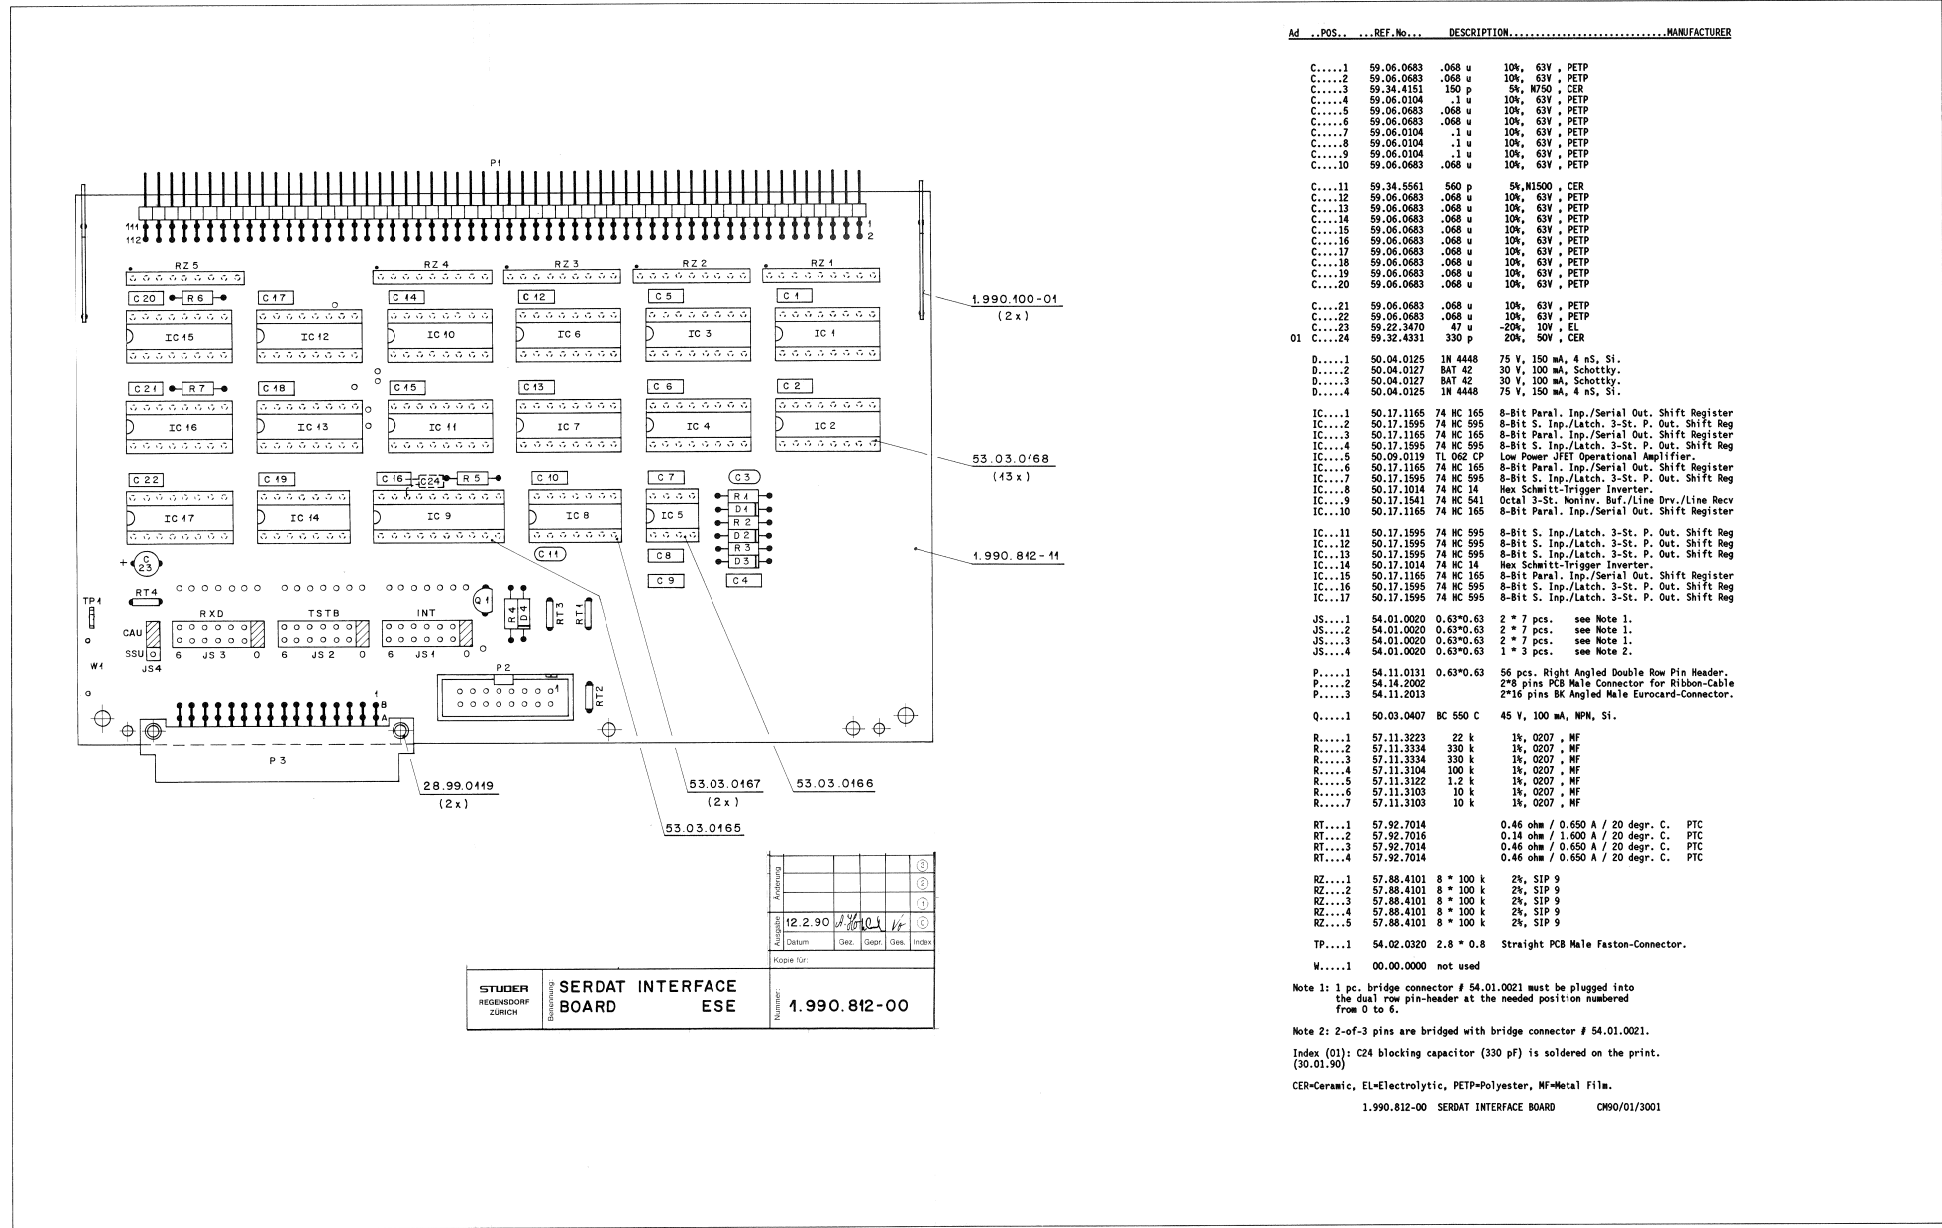 P1
111
112
1
2
RZ 5
RZ 4
RZ 3
RZ 2
RZ 1
C 20
R 6
C 17
C 14
C 12
C 5
C 1
1.990.100-01
(2x)
IC 15
IC 12
IC 10
IC 6
IC 3
IC 1
C 21
R 7
C 18
C 15
C 13
C 6
C 2
IC 16
IC 13
IC 11
IC 7
IC 4
IC 2
53.03.0168
(13x)
C 22
C 19
C 16
C24
R 5
C 10
C 7
C 3
R 1
D 1
R 2
D 2
R 3
D 3
IC 17
IC 14
IC 9
IC 8
IC 5
C 11
C 8
C 9
C 4
1.990.812-11
+
C 23
RT4
TP1
RXD
TSTB
INT
Q1
R 4
D 4
RT3
RT1
CAU
SSU
W1
JS4
6 JS 3 0
6 JS 2 0
6 JS 1 0
P 2
1
RT2
1
B
A
P 3
28.99.0119
(2x)
53.03.0167
(2x)
53.03.0166
53.03.0165
Änderung
3
2
1
Ausgabe
12.2.90
0
Datum Gez. Gepr. Ges. Index
Kopie für:
STUDER
REGENSDORF
ZÜRICH
Benennung:
SERDAT INTERFACE
BOARD ESE
Nummer:
1.990.812-00
Ad ..POS.. ...REF.No... DESCRIPTION............................MANUFACTURER
C.....1 59.06.0683 .068 u 10%, 63V , PETP
C.....2 59.06.0683 .068 u 10%, 63V , PETP
C.....3 59.34.4151 150 p 5%, N750 , CER
C.....4 59.06.0104 .1 u 10%, 63V , PETP
C.....5 59.06.0683 .068 u 10%, 63V , PETP
C.....6 59.06.0683 .068 u 10%, 63V , PETP
C.....7 59.06.0104 .1 u 10%, 63V , PETP
C.....8 59.06.0104 .1 u 10%, 63V , PETP
C.....9 59.06.0104 .1 u 10%, 63V , PETP
C....10 59.06.0683 .068 u 10%, 63V , PETP
C....11 59.34.5561 560 p 5%,N1500 , CER
C....12 59.06.0683 .068 u 10%, 63V , PETP
C....13 59.06.0683 .068 u 10%, 63V , PETP
C....14 59.06.0683 .068 u 10%, 63V , PETP
C....15 59.06.0683 .068 u 10%, 63V , PETP
C....16 59.06.0683 .068 u 10%, 63V , PETP
C....17 59.06.0683 .068 u 10%, 63V , PETP
C....18 59.06.0683 .068 u 10%, 63V , PETP
C....19 59.06.0683 .068 u 10%, 63V , PETP
C....20 59.06.0683 .068 u 10%, 63V , PETP
C....21 59.06.0683 .068 u 10%, 63V , PETP
C....22 59.06.0683 .068 u 10%, 63V , PETP
C....23 59.22.3470 47 u -20%, 10V , EL
01 C....24 59.32.4331 330 p 20%, 50V , CER
D.....1 50.04.0125 1N 4448 75 V, 150 mA, 4 nS, Si.
D.....2 50.04.0127 BAT 42 30 V, 100 mA, Schottky.
D.....3 50.04.0127 BAT 42 30 V, 100 mA, Schottky.
D.....4 50.04.0125 1N 4448 75 V, 150 mA, 4 nS, Si.
IC....1 50.17.1165 74 HC 165 8-Bit Paral. Inp./Serial Out. Shift Register
IC....2 50.17.1595 74 HC 595 8-Bit S. Inp./Latch. 3-St. P. Out. Shift Reg
IC....3 50.17.1165 74 HC 165 8-Bit Paral. Inp./Serial Out. Shift Register
IC....4 50.17.1595 74 HC 595 8-Bit S. Inp./Latch. 3-St. P. Out. Shift Reg
IC....5 50.09.0119 TL 062 CP Low Power JFET Operational Amplifier.
IC....6 50.17.1165 74 HC 165 8-Bit Paral. Inp./Serial Out. Shift Register
IC....7 50.17.1595 74 HC 595 8-Bit S. Inp./Latch. 3-St. P. Out. Shift Reg
IC....8 50.17.1014 74 HC 14 Hex Schmitt-Trigger Inverter.
IC....9 50.17.1541 74 HC 541 Octal 3-St. Noninv. Buf./Line Drv./Line Recv
IC...10 50.17.1165 74 HC 165 8-Bit Paral. Inp./Serial Out. Shift Register
IC...11 50.17.1595 74 HC 595 8-Bit S. Inp./Latch. 3-St. P. Out. Shift Reg
IC...12 50.17.1595 74 HC 595 8-Bit S. Inp./Latch. 3-St. P. Out. Shift Reg
IC...13 50.17.1595 74 HC 595 8-Bit S. Inp./Latch. 3-St. P. Out. Shift Reg
IC...14 50.17.1014 74 HC 14 Hex Schmitt-Trigger Inverter.
IC...15 50.17.1165 74 HC 165 8-Bit Paral. Inp./Serial Out. Shift Register
IC...16 50.17.1595 74 HC 595 8-Bit S. Inp./Latch. 3-St. P. Out. Shift Reg
IC...17 50.17.1595 74 HC 595 8-Bit S. Inp./Latch. 3-St. P. Out. Shift Reg
JS....1 54.01.0020 0.63*0.63 2 * 7 pcs. see Note 1.
JS....2 54.01.0020 0.63*0.63 2 * 7 pcs. see Note 1.
JS....3 54.01.0020 0.63*0.63 2 * 7 pcs. see Note 1.
JS....4 54.01.0020 0.63*0.63 1 * 3 pcs. see Note 2.
P.....1 54.11.0131 0.63*0.63 56 pcs. Right Angled Double Row Pin Header.
P.....2 54.14.2002 2*8 pins PCB Male Connector for Ribbon-Cable
P.....3 54.11.2013 2*16 pins BK Angled Male Eurocard-Connector.
Q.....1 50.03.0407 BC 550 C 45 V, 100 mA, NPN, Si.
R.....1 57.11.3223 22 k 1%, 0207 , MF
R.....2 57.11.3334 330 k 1%, 0207 , MF
R.....3 57.11.3334 330 k 1%, 0207 , MF
R.....4 57.11.3104 100 k 1%, 0207 , MF
R.....5 57.11.3122 1.2 k 1%, 0207 , MF
R.....6 57.11.3103 10 k 1%, 0207 , MF
R.....7 57.11.3103 10 k 1%, 0207 , MF
RT....1 57.92.7014 0.46 ohm / 0.650 A / 20 degr. C. PTC
RT....2 57.92.7016 0.14 ohm / 1.600 A / 20 degr. C. PTC
RT....3 57.92.7014 0.46 ohm / 0.650 A / 20 degr. C. PTC
RT....4 57.92.7014 0.46 ohm / 0.650 A / 20 degr. C. PTC
RZ....1 57.88.4101 8 * 100 k 2%, SIP 9
RZ....2 57.88.4101 8 * 100 k 2%, SIP 9
RZ....3 57.88.4101 8 * 100 k 2%, SIP 9
RZ....4 57.88.4101 8 * 100 k 2%, SIP 9
RZ....5 57.88.4101 8 * 100 k 2%, SIP 9
TP....1 54.02.0320 2.8 * 0.8 Straight PCB Male Faston-Connector.
W.....1 00.00.0000 not used
Note 1: 1 pc. bridge connector # 54.01.0021 must be plugged into
the dual row pin-header at the needed position numbered
from 0 to 6.
Note 2: 2-of-3 pins are bridged with bridge connector # 54.01.0021.
Index (01): C24 blocking capacitor (330 pF) is soldered on the print.
(30.01.90)
CER=Ceramic, EL=Electrolytic, PETP=Polyester, MF=Metal Film.
1.990.812-00 SERDAT INTERFACE BOARD CM90/01/3001